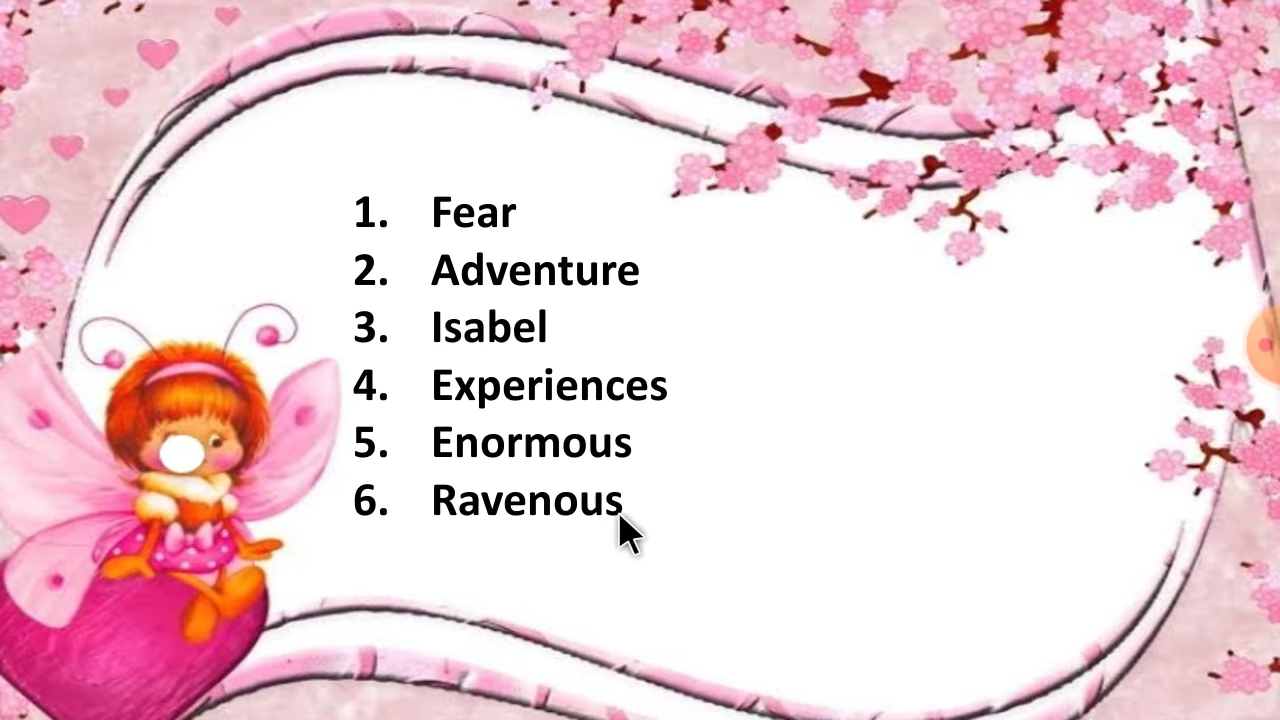 1. Fear
2. Adventure
3. Isabel
4. Experiences
5. Enormous
6. Ravenous